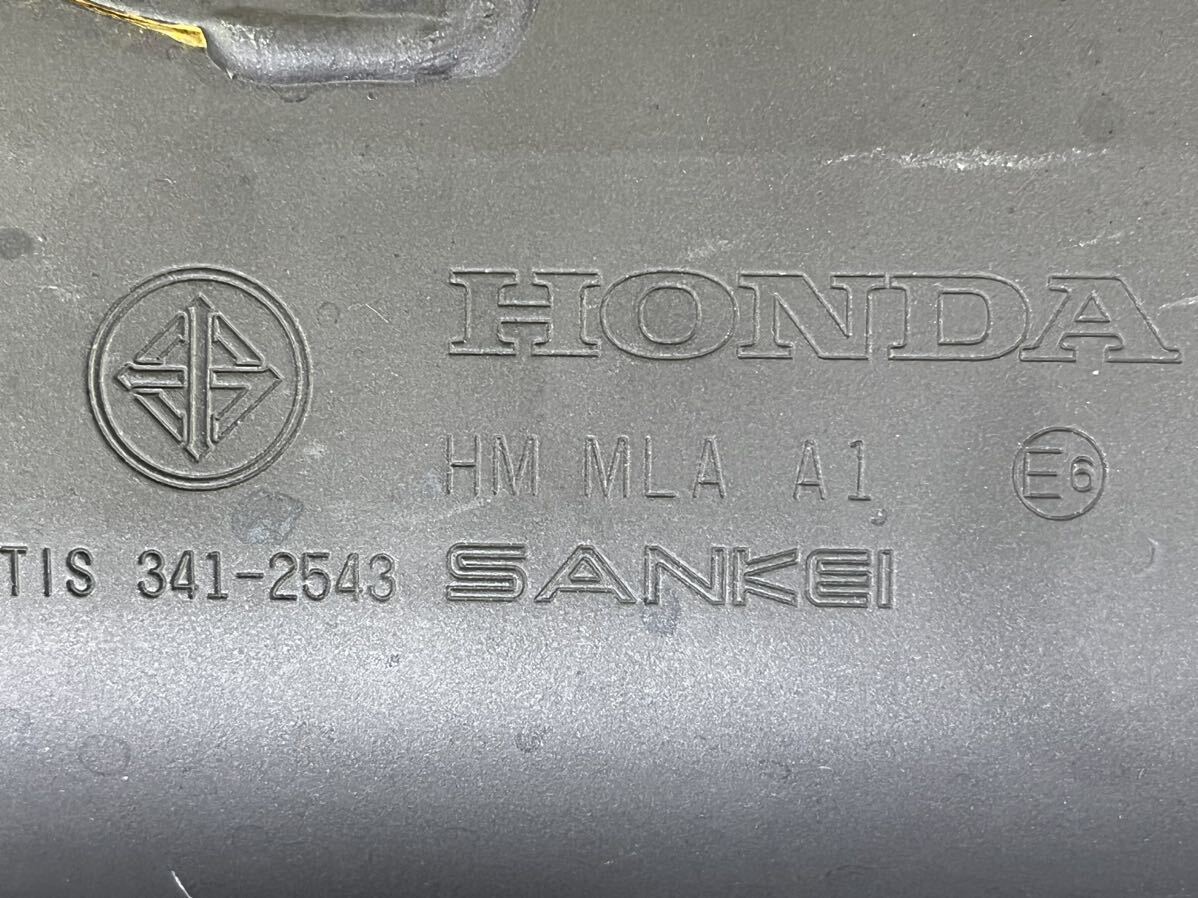 HONDA
HM MLA A1 E6
TIS 341-2543 SANKEI